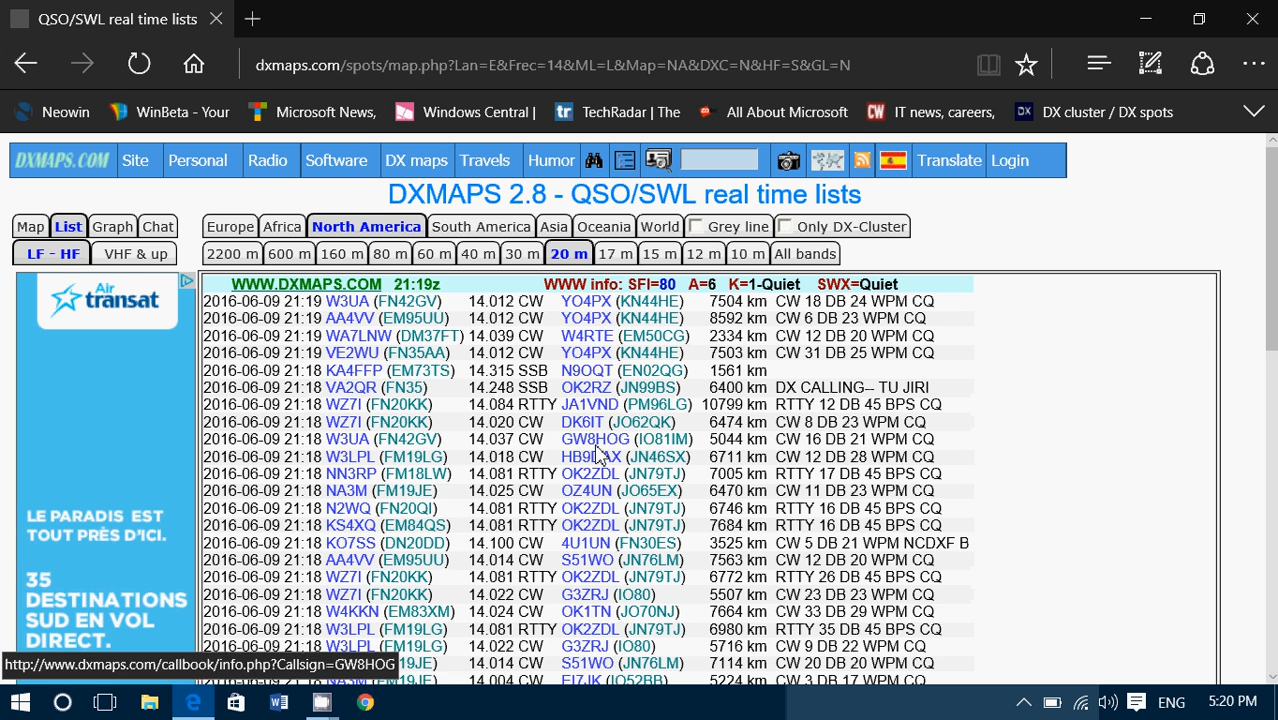 QSO/SWL real time lists
dxmaps.com/spots/map.php?Lan=E&Frec=14&ML=L&Map=NA&DXC=N&HF=S&GL=N
Neowin WinBeta - Your Microsoft News, Windows Central | TechRadar | The All About Microsoft CW IT news, careers, DX DX cluster / DX spots
DXMAPS.COM Site Personal Radio Software DX maps Travels Humor Translate Login
DXMAPS 2.8 - QSO/SWL real time lists
Map List Graph Chat Europe Africa North America South America Asia Oceania World Grey line Only DX-Cluster
LF - HF VHF & up 2200 m 600 m 160 m 80 m 60 m 40 m 30 m 20 m 17 m 15 m 12 m 10 m All bands
WWW.DXMAPS.COM 21:19z WWW info: SFI=80 A=6 K=1-Quiet SWX=Quiet
2016-06-09 21:19 W3UA (FN42GV) 14.012 CW YO4PX (KN44HE) 7504 km CW 18 DB 24 WPM CQ
2016-06-09 21:19 AA4VV (EM95UU) 14.012 CW YO4PX (KN44HE) 8592 km CW 6 DB 23 WPM CQ
2016-06-09 21:19 WA7LNW (DM37FT) 14.039 CW W4RTE (EM50CG) 2334 km CW 12 DB 20 WPM CQ
2016-06-09 21:19 VE2WU (FN35AA) 14.012 CW YO4PX (KN44HE) 7503 km CW 31 DB 25 WPM CQ
2016-06-09 21:18 KA4FFP (EM73TS) 14.315 SSB N9OQT (EN02QG) 1561 km
2016-06-09 21:18 VA2QR (FN35) 14.248 SSB OK2RZ (JN99BS) 6400 km DX CALLING-- TU JIRI
2016-06-09 21:18 WZ7I (FN20KK) 14.084 RTTY JA1VND (PM96LG) 10799 km RTTY 12 DB 45 BPS CQ
2016-06-09 21:18 WZ7I (FN20KK) 14.020 CW DK6IT (JO62QK) 6474 km CW 8 DB 23 WPM CQ
2016-06-09 21:18 W3UA (FN42GV) 14.037 CW GW8HOG (IO81IM) 5044 km CW 16 DB 21 WPM CQ
2016-06-09 21:18 W3LPL (FM19LG) 14.018 CW (JN46SX) 6711 km CW 12 DB 28 WPM CQ
2016-06-09 21:18 NN3RP (FM18LW) 14.081 RTTY OK2ZDL (JN79TJ) 7005 km RTTY 17 DB 45 BPS CQ
2016-06-09 21:18 NA3M (FM19JE) 14.025 CW OZ4UN (JO65EX) 6470 km CW 11 DB 23 WPM CQ
2016-06-09 21:18 N2WQ (FN20QI) 14.081 RTTY OK2ZDL (JN79TJ) 6746 km RTTY 16 DB 45 BPS CQ
2016-06-09 21:18 KS4XQ (EM84QS) 14.081 RTTY OK2ZDL (JN79TJ) 7684 km RTTY 16 DB 45 BPS CQ
2016-06-09 21:18 KO7SS (DN20DD) 14.100 CW 4U1UN (FN30ES) 3525 km CW 5 DB 21 WPM NCDXF B
2016-06-09 21:18 AA4VV (EM95UU) 14.014 CW S51WO (JN76LM) 7563 km CW 12 DB 20 WPM CQ
2016-06-09 21:18 WZ7I (FN20KK) 14.081 RTTY OK2ZDL (JN79TJ) 6772 km RTTY 26 DB 45 BPS CQ
2016-06-09 21:18 WZ7I (FN20KK) 14.022 CW G3ZRJ (IO80) 5507 km CW 23 DB 23 WPM CQ
2016-06-09 21:18 W4KKN (EM83XM) 14.024 CW OK1TN (JO70NJ) 7664 km CW 33 DB 29 WPM CQ
2016-06-09 21:18 W3LPL (FM19LG) 14.081 RTTY OK2ZDL (JN79TJ) 6980 km RTTY 35 DB 45 BPS CQ
2016-06-09 21:18 W3LPL (FM19LG) 14.022 CW G3ZRJ (IO80) 5716 km CW 9 DB 22 WPM CQ
19JE) 14.014 CW S51WO (JN76LM) 7114 km CW 20 DB 20 WPM CQ
14.004 CW EI7JK (IO52BB) 5224 km CW 3 DB 17 WPM CQ
Air
transat
LE PARADIS EST
TOUT PRÈS D'ICI.
35
DESTINATIONS
SUD EN VOL
DIRECT.
http://www.dxmaps.com/callbook/info.php?Callsign=GW8HOG
ENG 5:20 PM